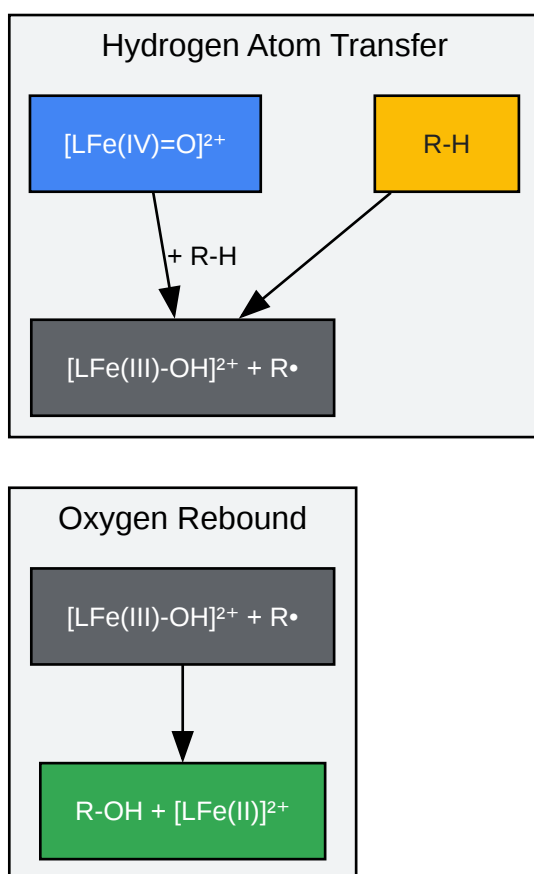 Hydrogen Atom Transfer
[LFe(IV)=O]²⁺
R-H
+ R-H
[LFe(III)-OH]²⁺ + R•
Oxygen Rebound
[LFe(III)-OH]²⁺ + R•
R-OH + [LFe(II)]²⁺